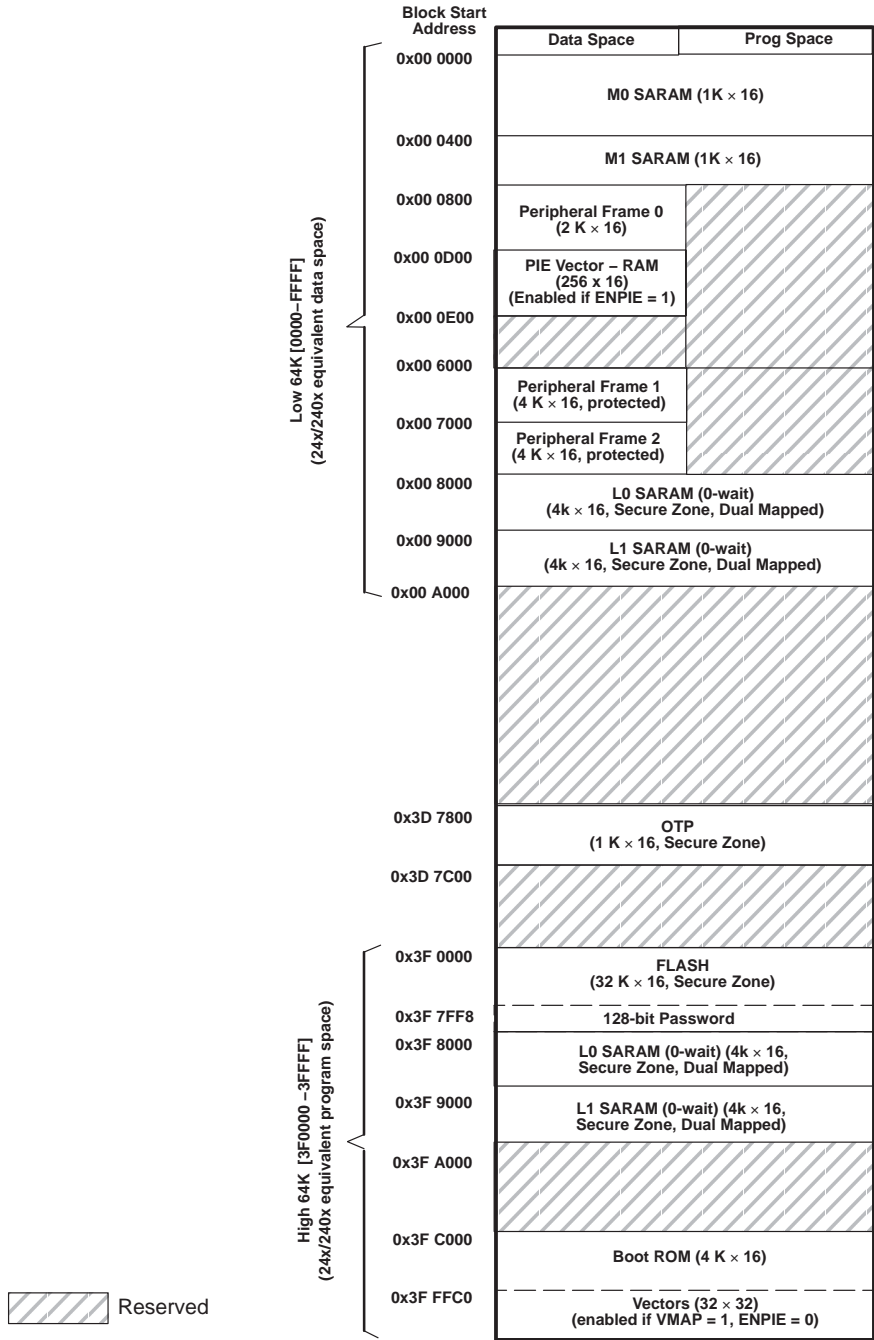 Block Start
Address
Data Space
Prog Space
0x00 0000
M0 SARAM (1K × 16)
0x00 0400
M1 SARAM (1K × 16)
0x00 0800
Peripheral Frame 0
(2 K × 16)
0x00 0D00
PIE Vector – RAM
(256 x 16)
(Enabled if ENPIE = 1)
0x00 0E00
0x00 6000
Peripheral Frame 1
(4 K × 16, protected)
0x00 7000
Peripheral Frame 2
(4 K × 16, protected)
0x00 8000
L0 SARAM (0-wait)
(4k × 16, Secure Zone, Dual Mapped)
0x00 9000
L1 SARAM (0-wait)
(4k × 16, Secure Zone, Dual Mapped)
0x00 A000
Low 64K [0000–FFFF]
(24x/240x equivalent data space)
0x3D 7800
OTP
(1 K × 16, Secure Zone)
0x3D 7C00
0x3F 0000
FLASH
(32 K × 16, Secure Zone)
0x3F 7FF8
128-bit Password
0x3F 8000
L0 SARAM (0-wait) (4k × 16,
Secure Zone, Dual Mapped)
0x3F 9000
L1 SARAM (0-wait) (4k × 16,
Secure Zone, Dual Mapped)
0x3F A000
0x3F C000
Boot ROM (4 K × 16)
0x3F FFC0
Vectors (32 × 32)
(enabled if VMAP = 1, ENPIE = 0)
High 64K [3F0000 –3FFFF]
(24x/240x equivalent program space)
Reserved